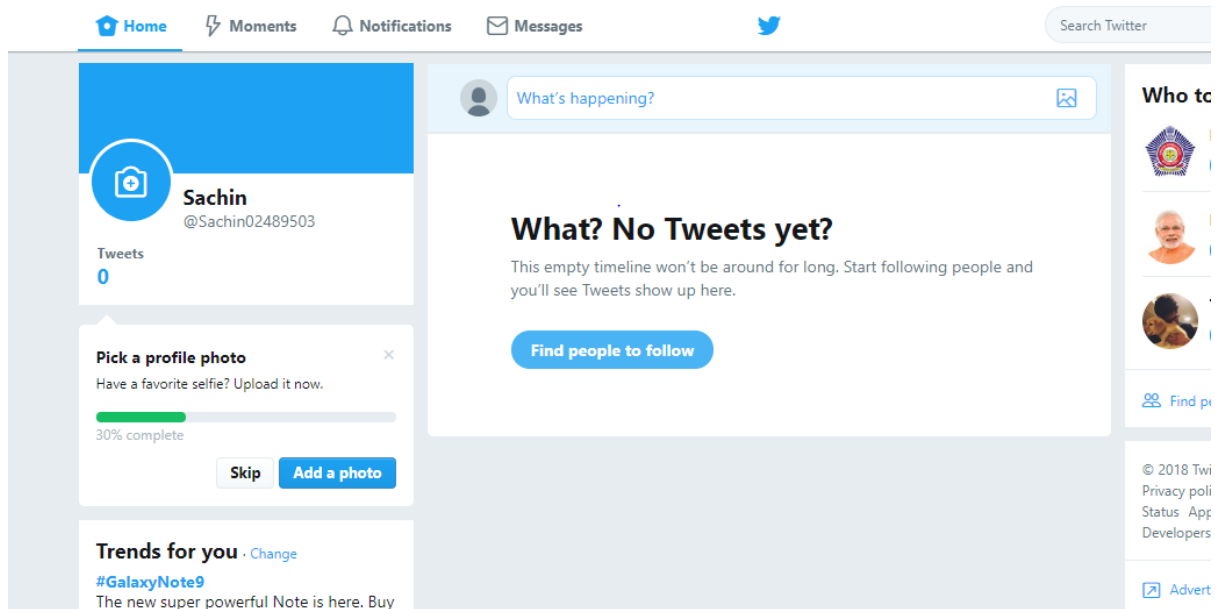 Home
Moments
Notifications
Messages
Search Twitter
Sachin
@Sachin02489503
Tweets
0
Pick a profile photo
Have a favorite selfie? Upload it now.
30% complete
Skip
Add a photo
Trends for you · Change
#GalaxyNote9
The new super powerful Note is here. Buy
What's happening?
What? No Tweets yet?
This empty timeline won't be around for long. Start following people and
you'll see Tweets show up here.
Find people to follow
Who to
Find pe
© 2018 Twi
Privacy poli
Status App
Developers
Advert